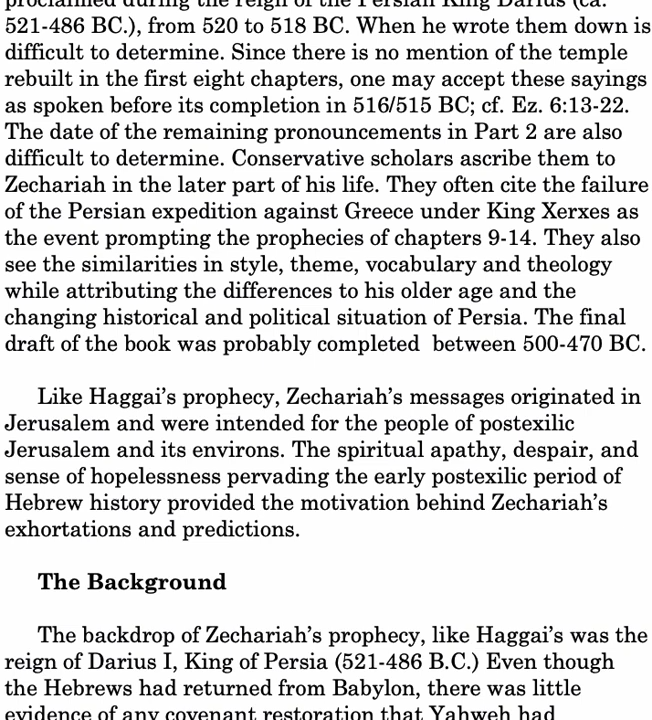 proclaimed during the reign of the Persian King Darius (ca.
521-486 BC.), from 520 to 518 BC. When he wrote them down is
difficult to determine. Since there is no mention of the temple
rebuilt in the first eight chapters, one may accept these sayings
as spoken before its completion in 516/515 BC; cf. Ez. 6:13-22.
The date of the remaining pronouncements in Part 2 are also
difficult to determine. Conservative scholars ascribe them to
Zechariah in the later part of his life. They often cite the failure
of the Persian expedition against Greece under King Xerxes as
the event prompting the prophecies of chapters 9-14. They also
see the similarities in style, theme, vocabulary and theology
while attributing the differences to his older age and the
changing historical and political situation of Persia. The final
draft of the book was probably completed  between 500-470 BC.
Like Haggai's prophecy, Zechariah's messages originated in
Jerusalem and were intended for the people of postexilic
Jerusalem and its environs. The spiritual apathy, despair, and
sense of hopelessness pervading the early postexilic period of
Hebrew history provided the motivation behind Zechariah's
exhortations and predictions.
The Background
The backdrop of Zechariah's prophecy, like Haggai's was the
reign of Darius I, King of Persia (521-486 B.C.) Even though
the Hebrews had returned from Babylon, there was little
evidence of any covenant restoration that Yahweh had